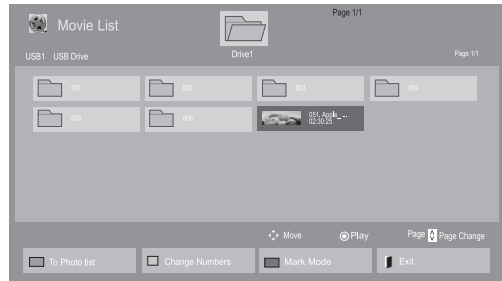 Page 1/1
Movie List
USB1 USB Drive
Drive1
Page 1/1
001
002
003
004
005
006
051. Apple_ ...
02:30:25
Move
Play
Page
Page Change
To Photo list
Change Numbers
Mark Mode
Exit